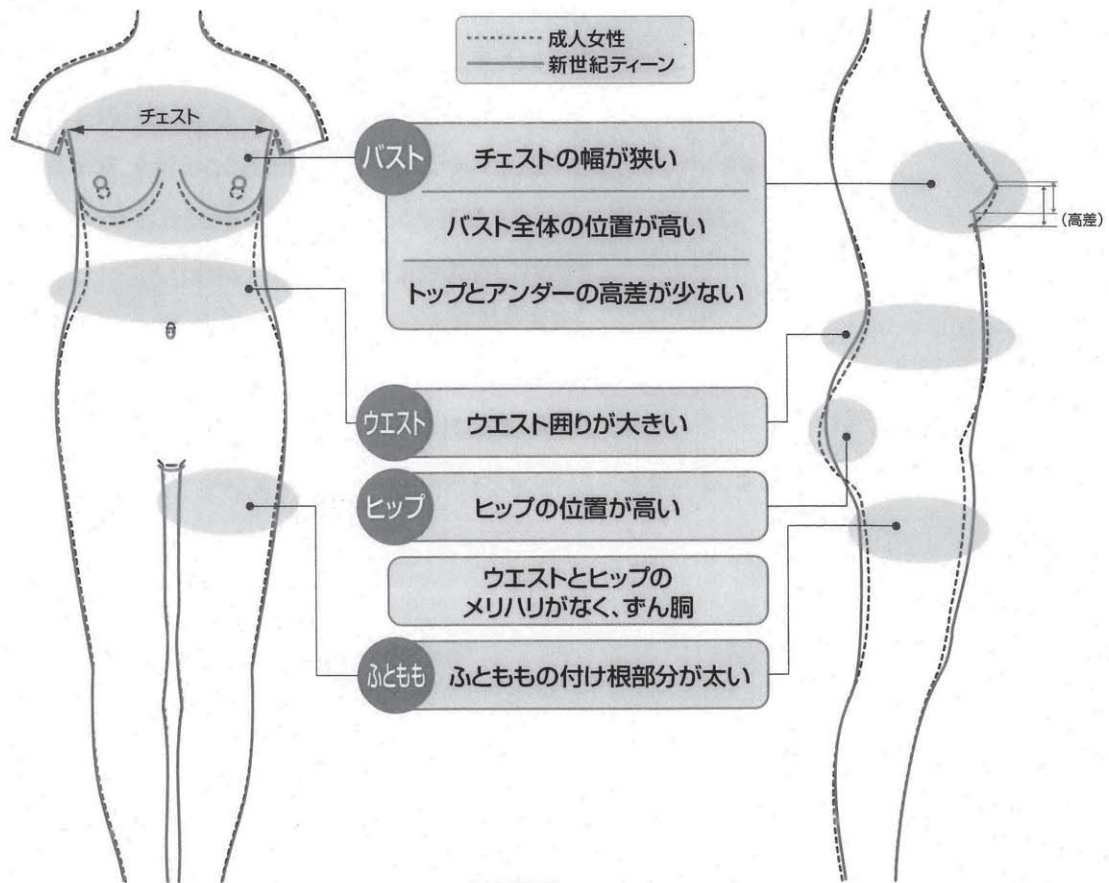 成人女性
新世紀ティーン
チェスト
バスト
チェストの幅が狭い
バスト全体の位置が高い
トップとアンダーの高差が少ない
(高差)
ウエスト
ウエスト囲りが大きい
ヒップ
ヒップの位置が高い
ウエストとヒップの
メリハリがなく、ずん胴
ふともも
ふとももの付け根部分が太い